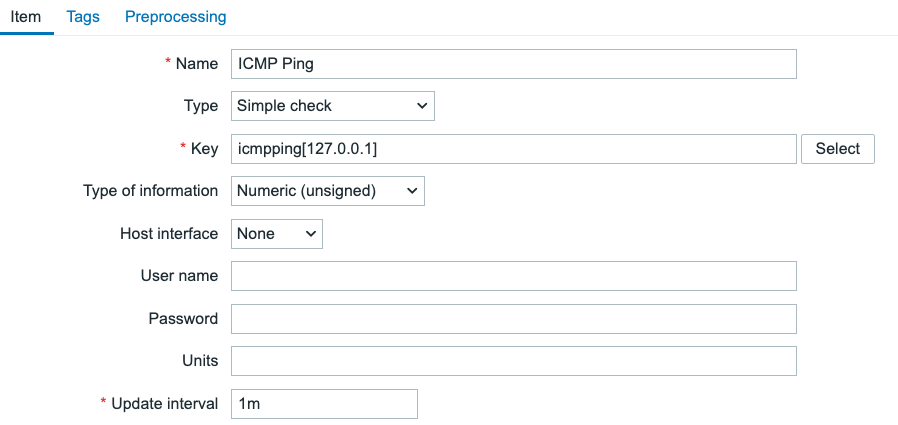 Item Tags Preprocessing
* Name ICMP Ping
Type Simple check
* Key icmpping[127.0.0.1] Select
Type of information Numeric (unsigned)
Host interface None
User name
Password
Units
* Update interval 1m